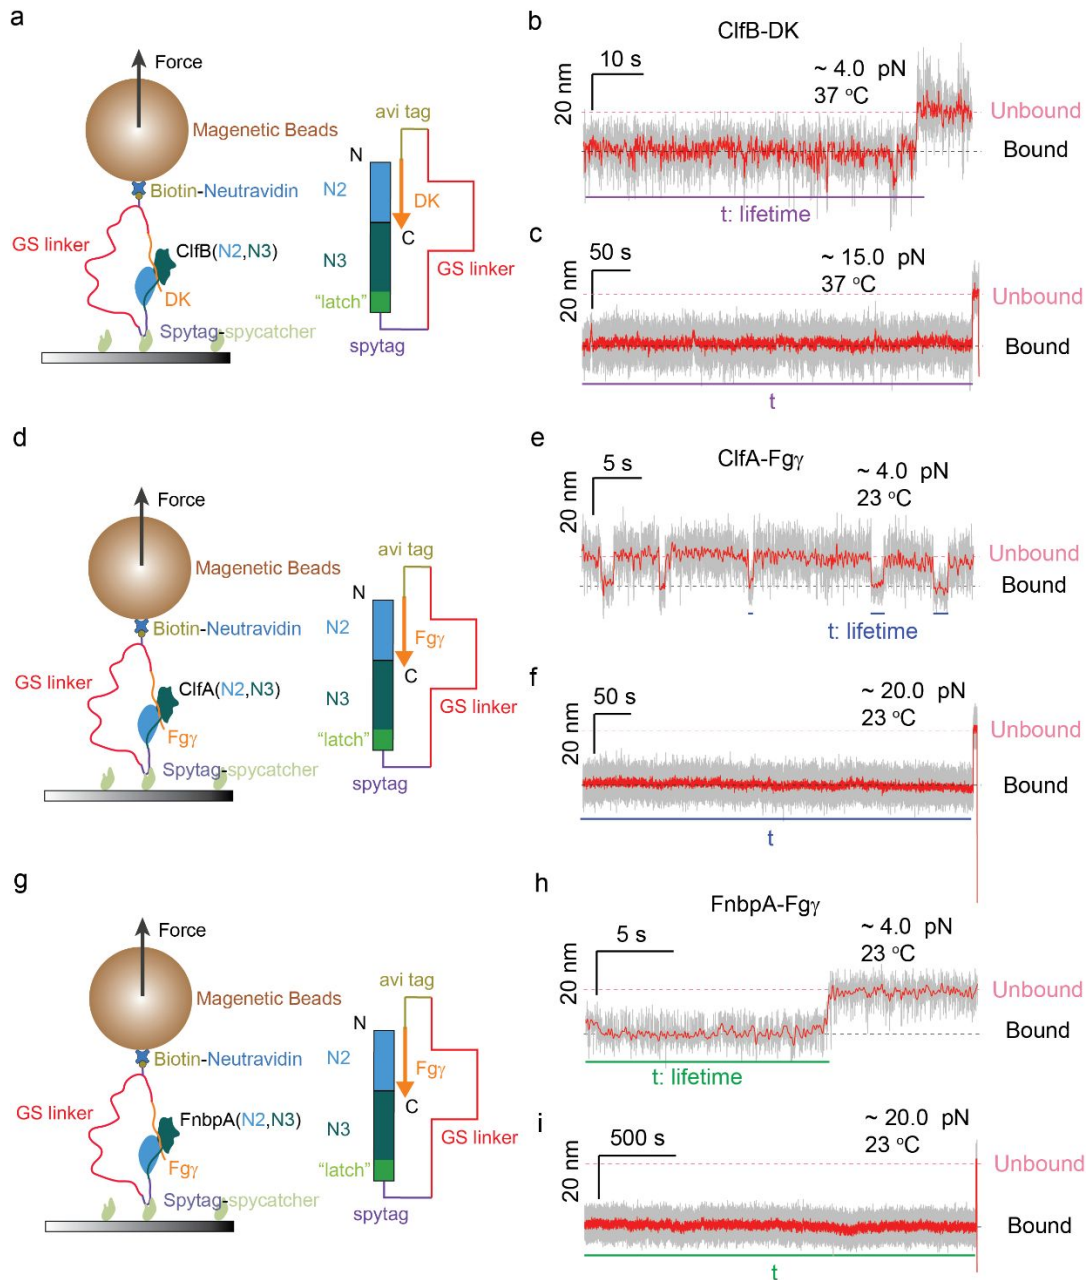 a
Force
Magenetic Beads
Biotin-Neutravidin
GS linker
ClfB(N2,N3)
DK
Spytag-spycatcher
avi tag
N
N2
DK
C
N3
GS linker
"latch"
spytag
b
ClfB-DK
10 s
20 nm
~ 4.0 pN
37 °C
Unbound
Bound
t: lifetime
c
50 s
20 nm
~ 15.0 pN
37 °C
Unbound
Bound
t
d
Force
Magenetic Beads
Biotin-Neutravidin
GS linker
ClfA(N2,N3)
Fgγ
Spytag-spycatcher
avi tag
N
N2
Fgγ
C
N3
GS linker
"latch"
spytag
e
ClfA-Fgγ
5 s
20 nm
~ 4.0 pN
23 °C
Unbound
Bound
t: lifetime
f
50 s
20 nm
~ 20.0 pN
23 °C
Unbound
Bound
t
g
Force
Magenetic Beads
Biotin-Neutravidin
GS linker
FnbpA(N2,N3)
Fgγ
Spytag-spycatcher
avi tag
N
N2
Fgγ
C
N3
GS linker
"latch"
spytag
h
FnbpA-Fgγ
5 s
20 nm
~ 4.0 pN
23 °C
Unbound
Bound
t: lifetime
i
500 s
20 nm
~ 20.0 pN
23 °C
Unbound
Bound
t